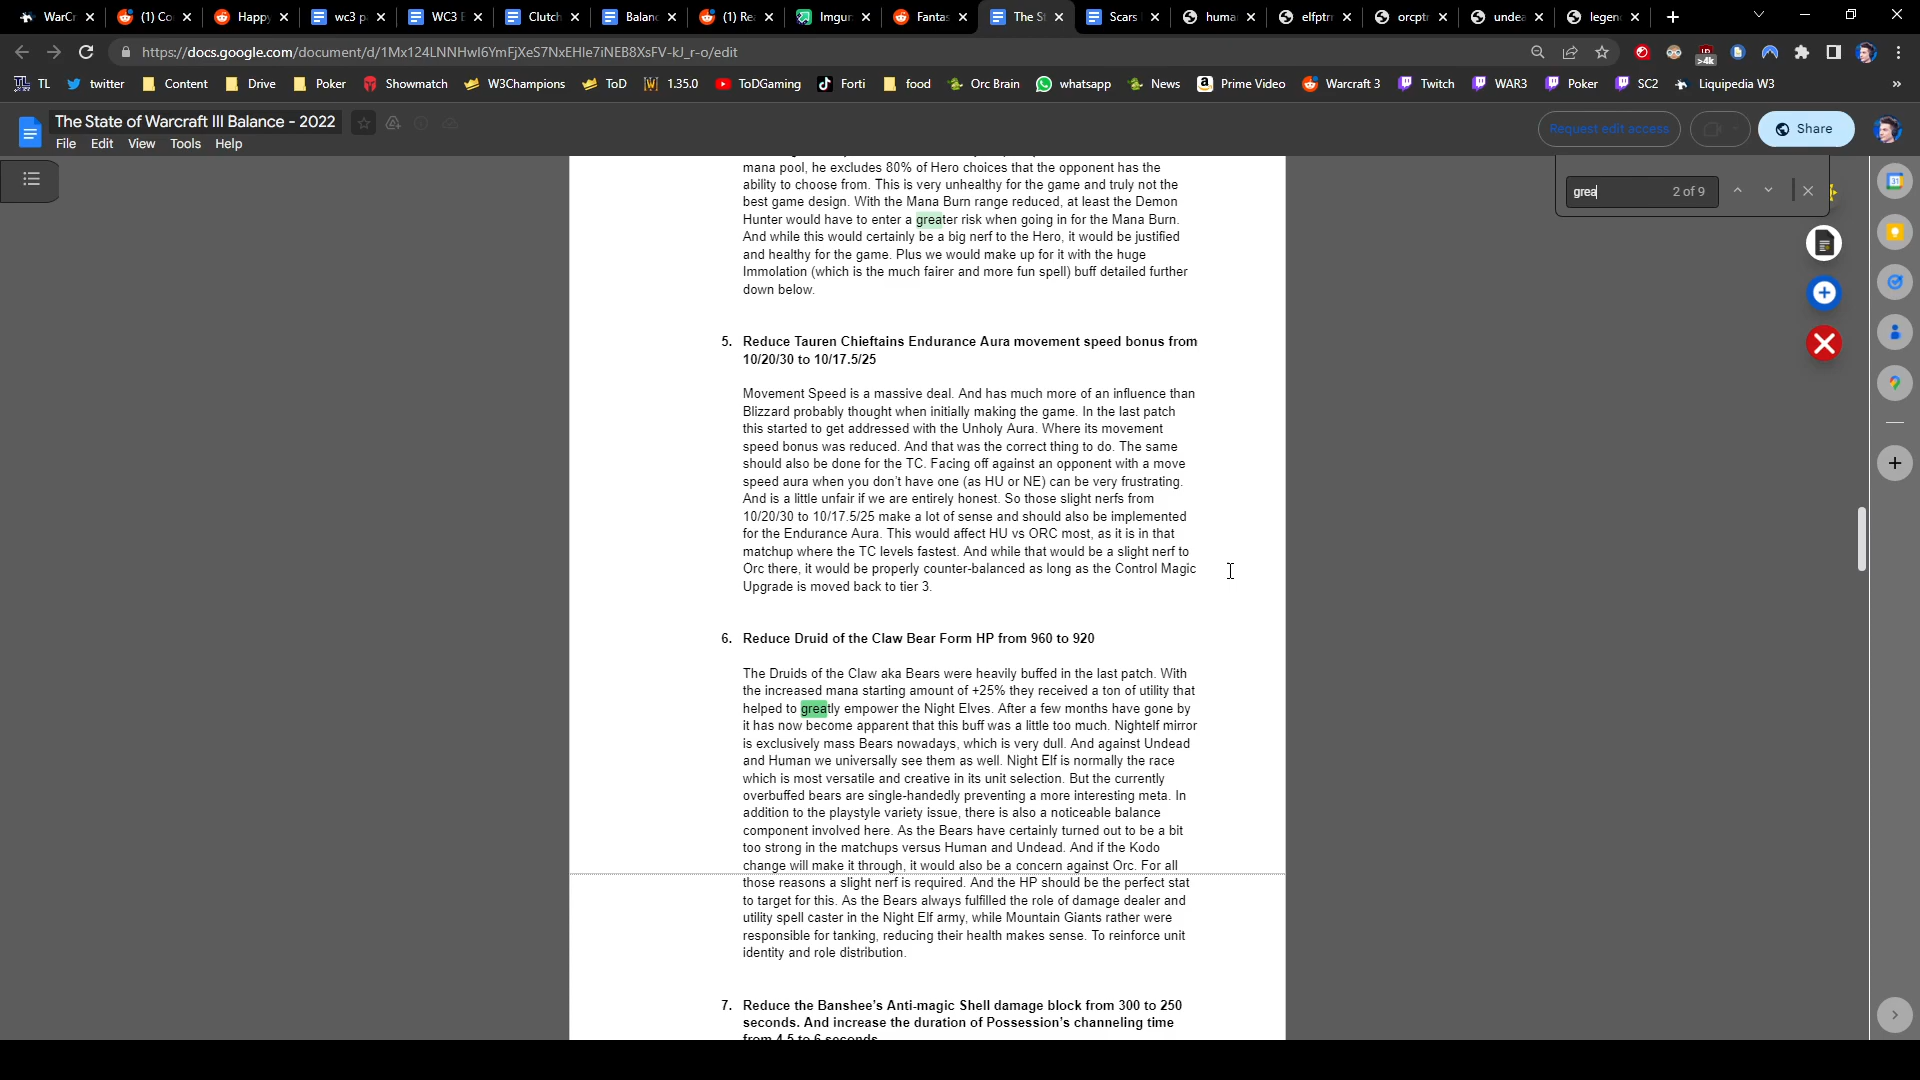 WarCr
(1) Co
Happy
wc3 p
WC3 E
Clutch
Balanc
(1) Re
Imgur
Fantas
The St
Scars
human
elfptr
orcptr
undea
legen
https://docs.google.com/document/d/1Mx124LNNHwl6YmFjXeS7NxEHle7iNEB8XsFV-kJ_r-o/edit
>4k
TL
twitter
Content
Drive
Poker
Showmatch
W3Champions
ToD
1.35.0
ToDGaming
Forti
food
Orc Brain
whatsapp
News
Prime Video
Warcraft 3
Twitch
WAR3
Poker
SC2
Liquipedia W3
»
The State of Warcraft III Balance - 2022
File Edit View Tools Help
Request edit access
Share
grea 2 of 9
31
mana pool, he excludes 80% of Hero choices that the opponent has the
ability to choose from. This is very unhealthy for the game and truly not the
best game design. With the Mana Burn range reduced, at least the Demon
Hunter would have to enter a greater risk when going in for the Mana Burn.
And while this would certainly be a big nerf to the Hero, it would be justified
and healthy for the game. Plus we would make up for it with the huge
Immolation (which is the much fairer and more fun spell) buff detailed further
down below.
5. Reduce Tauren Chieftains Endurance Aura movement speed bonus from
10/20/30 to 10/17.5/25
Movement Speed is a massive deal. And has much more of an influence than
Blizzard probably thought when initially making the game. In the last patch
this started to get addressed with the Unholy Aura. Where its movement
speed bonus was reduced. And that was the correct thing to do. The same
should also be done for the TC. Facing off against an opponent with a move
speed aura when you don't have one (as HU or NE) can be very frustrating.
And is a little unfair if we are entirely honest. So those slight nerfs from
10/20/30 to 10/17.5/25 make a lot of sense and should also be implemented
for the Endurance Aura. This would affect HU vs ORC most, as it is in that
matchup where the TC levels fastest. And while that would be a slight nerf to
Orc there, it would be properly counter-balanced as long as the Control Magic
Upgrade is moved back to tier 3.
6. Reduce Druid of the Claw Bear Form HP from 960 to 920
The Druids of the Claw aka Bears were heavily buffed in the last patch. With
the increased mana starting amount of +25% they received a ton of utility that
helped to greatly empower the Night Elves. After a few months have gone by
it has now become apparent that this buff was a little too much. Nightelf mirror
is exclusively mass Bears nowadays, which is very dull. And against Undead
and Human we universally see them as well. Night Elf is normally the race
which is most versatile and creative in its unit selection. But the currently
overbuffed bears are single-handedly preventing a more interesting meta. In
addition to the playstyle variety issue, there is also a noticeable balance
component involved here. As the Bears have certainly turned out to be a bit
too strong in the matchups versus Human and Undead. And if the Kodo
change will make it through, it would also be a concern against Orc. For all
those reasons a slight nerf is required. And the HP should be the perfect stat
to target for this. As the Bears always fulfilled the role of damage dealer and
utility spell caster in the Night Elf army, while Mountain Giants rather were
responsible for tanking, reducing their health makes sense. To reinforce unit
identity and role distribution.
7. Reduce the Banshee's Anti-magic Shell damage block from 300 to 250
seconds. And increase the duration of Possession's channeling time
from 4.5 to 6 seconds